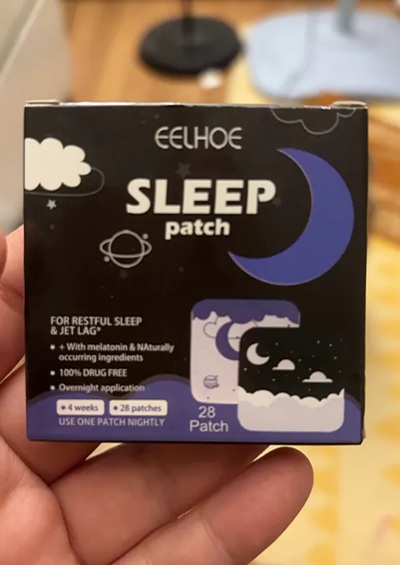 EELHOE
SLEEP
patch
FOR RESTFUL SLEEP
& JET LAG*
+ With melatonin & NAturally
occurring ingredients
100% DRUG FREE
Overnight application
4 weeks
28 patches
USE ONE PATCH NIGHTLY
28
Patch